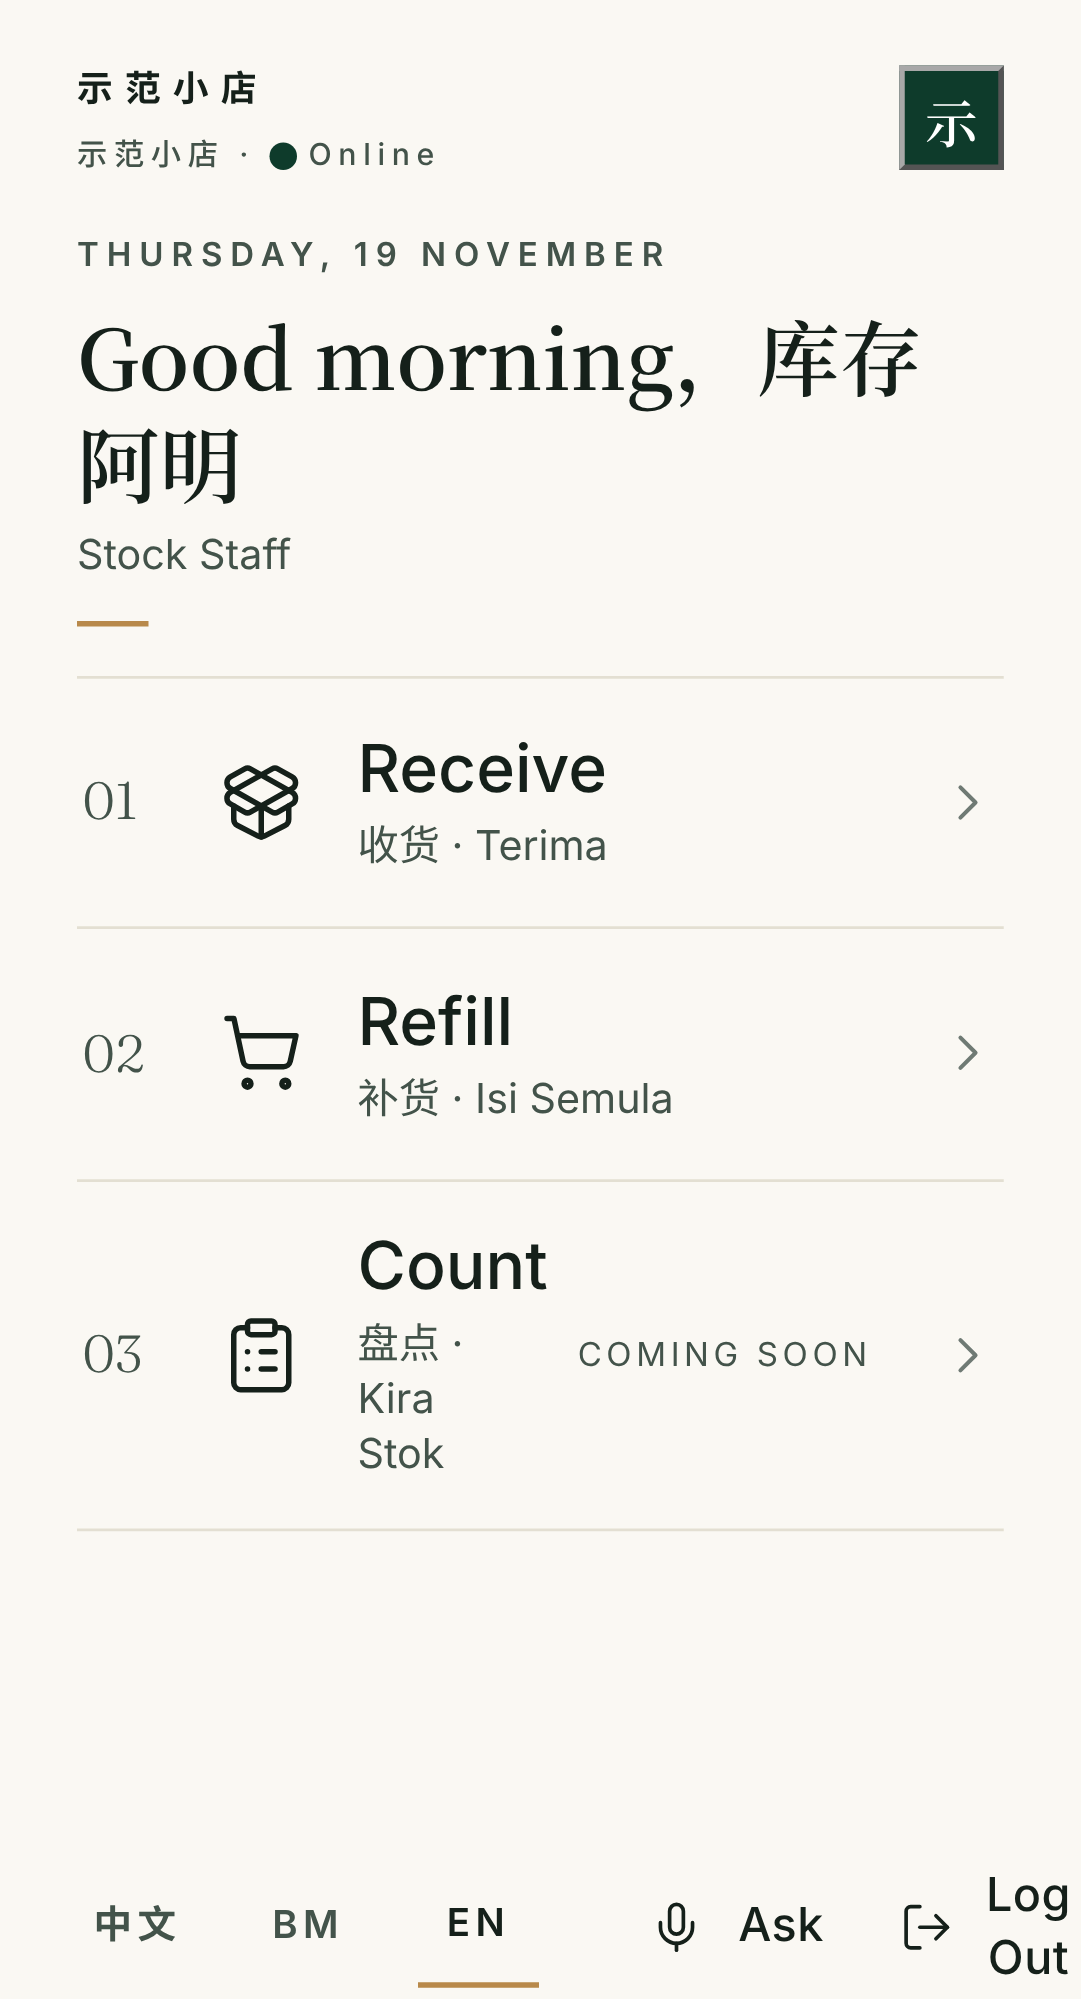 示范小店
示
示范小店 · Online
THURSDAY, 19 NOVEMBER
Good morning, 库存
阿明
Stock Staff
01
Receive
收货 · Terima
02
Refill
补货 · Isi Semula
03
Count
盘点 ·
Kira
Stok
COMING SOON
中文 BM EN Ask Log
Out